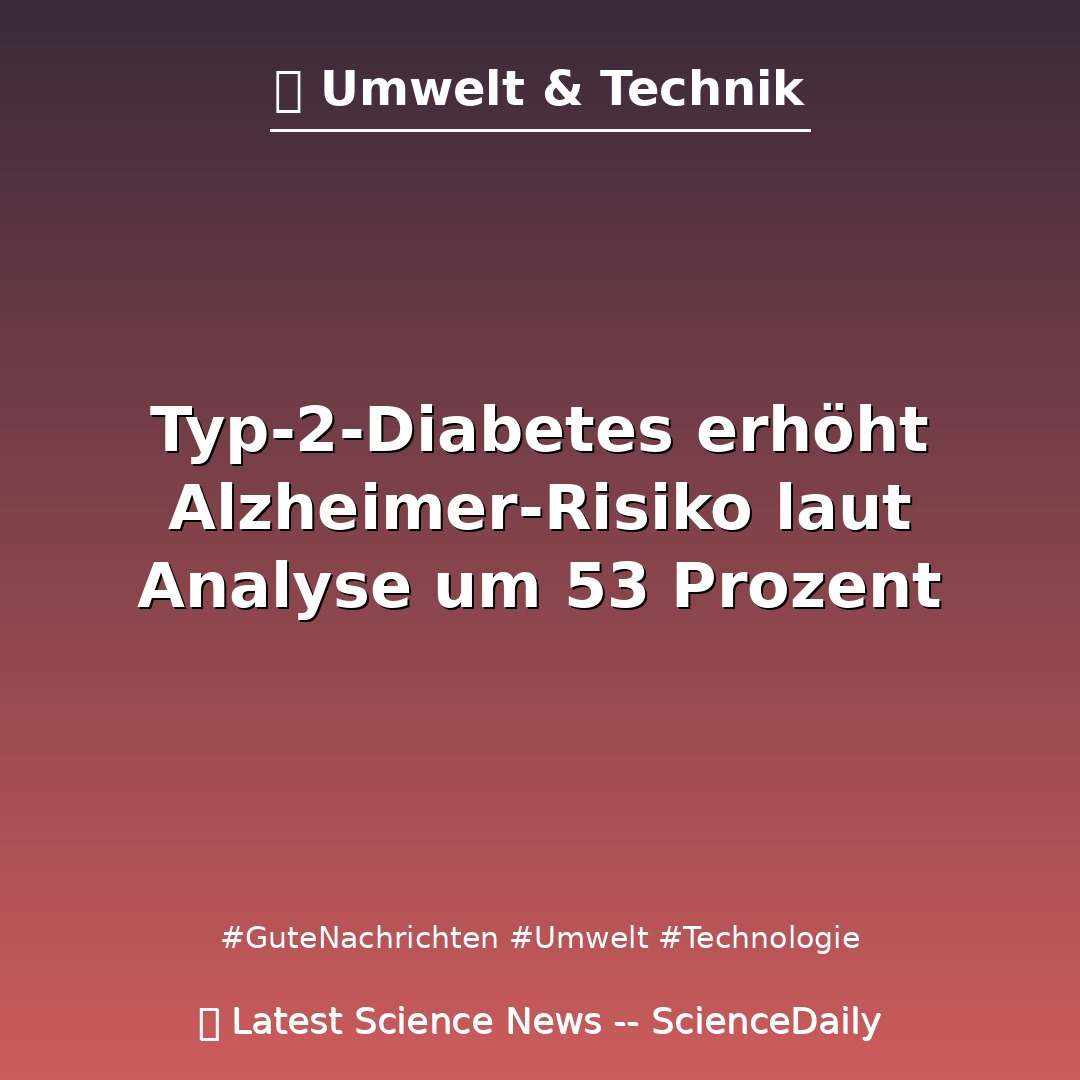 Umwelt & Technik
Typ-2-Diabetes erhöht
Alzheimer-Risiko laut
Analyse um 53 Prozent
#GuteNachrichten #Umwelt #Technologie
Latest Science News -- ScienceDaily